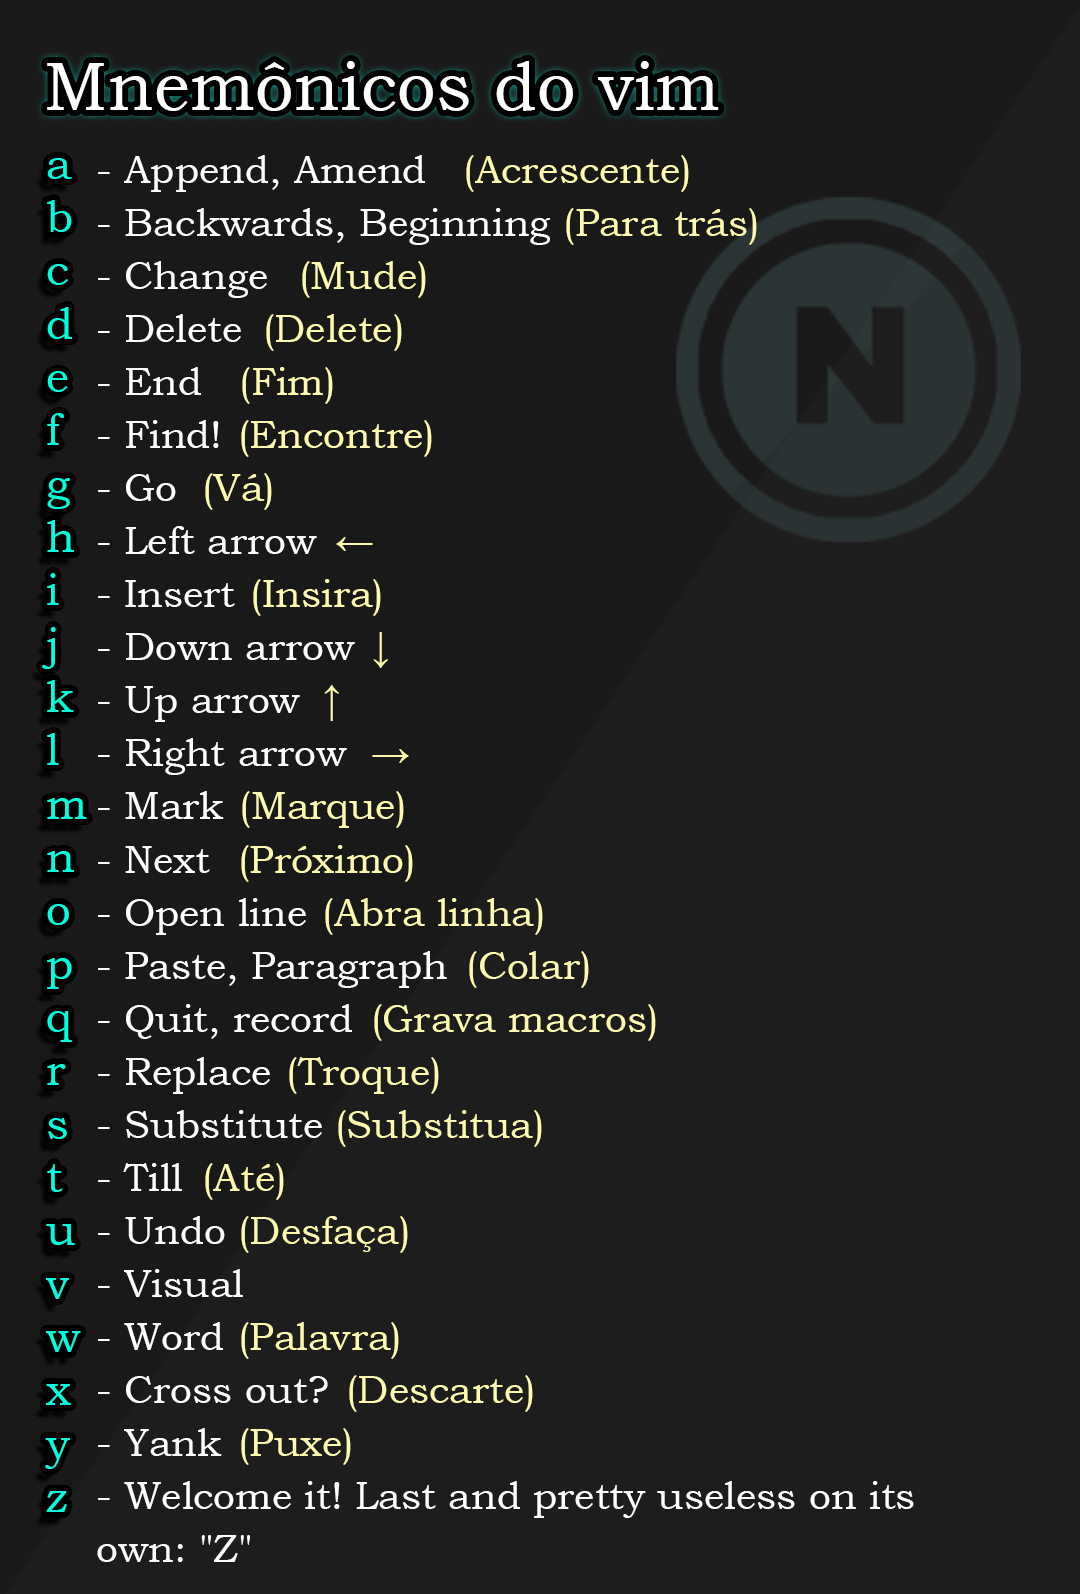 Mnemônicos do vim
a - Append, Amend (Acrescente)
b - Backwards, Beginning (Para trás)
c - Change (Mude)
d - Delete (Delete)
e - End (Fim)
f - Find! (Encontre)
g - Go (Vá)
h - Left arrow ←
i - Insert (Insira)
j - Down arrow ↓
k - Up arrow ↑
l - Right arrow →
m - Mark (Marque)
n - Next (Próximo)
o - Open line (Abra linha)
p - Paste, Paragraph (Colar)
q - Quit, record (Grava macros)
r - Replace (Troque)
s - Substitute (Substitua)
t - Till (Até)
u - Undo (Desfaça)
v - Visual
w - Word (Palavra)
x - Cross out? (Descarte)
y - Yank (Puxe)
z - Welcome it! Last and pretty useless on its
own: "Z"
N